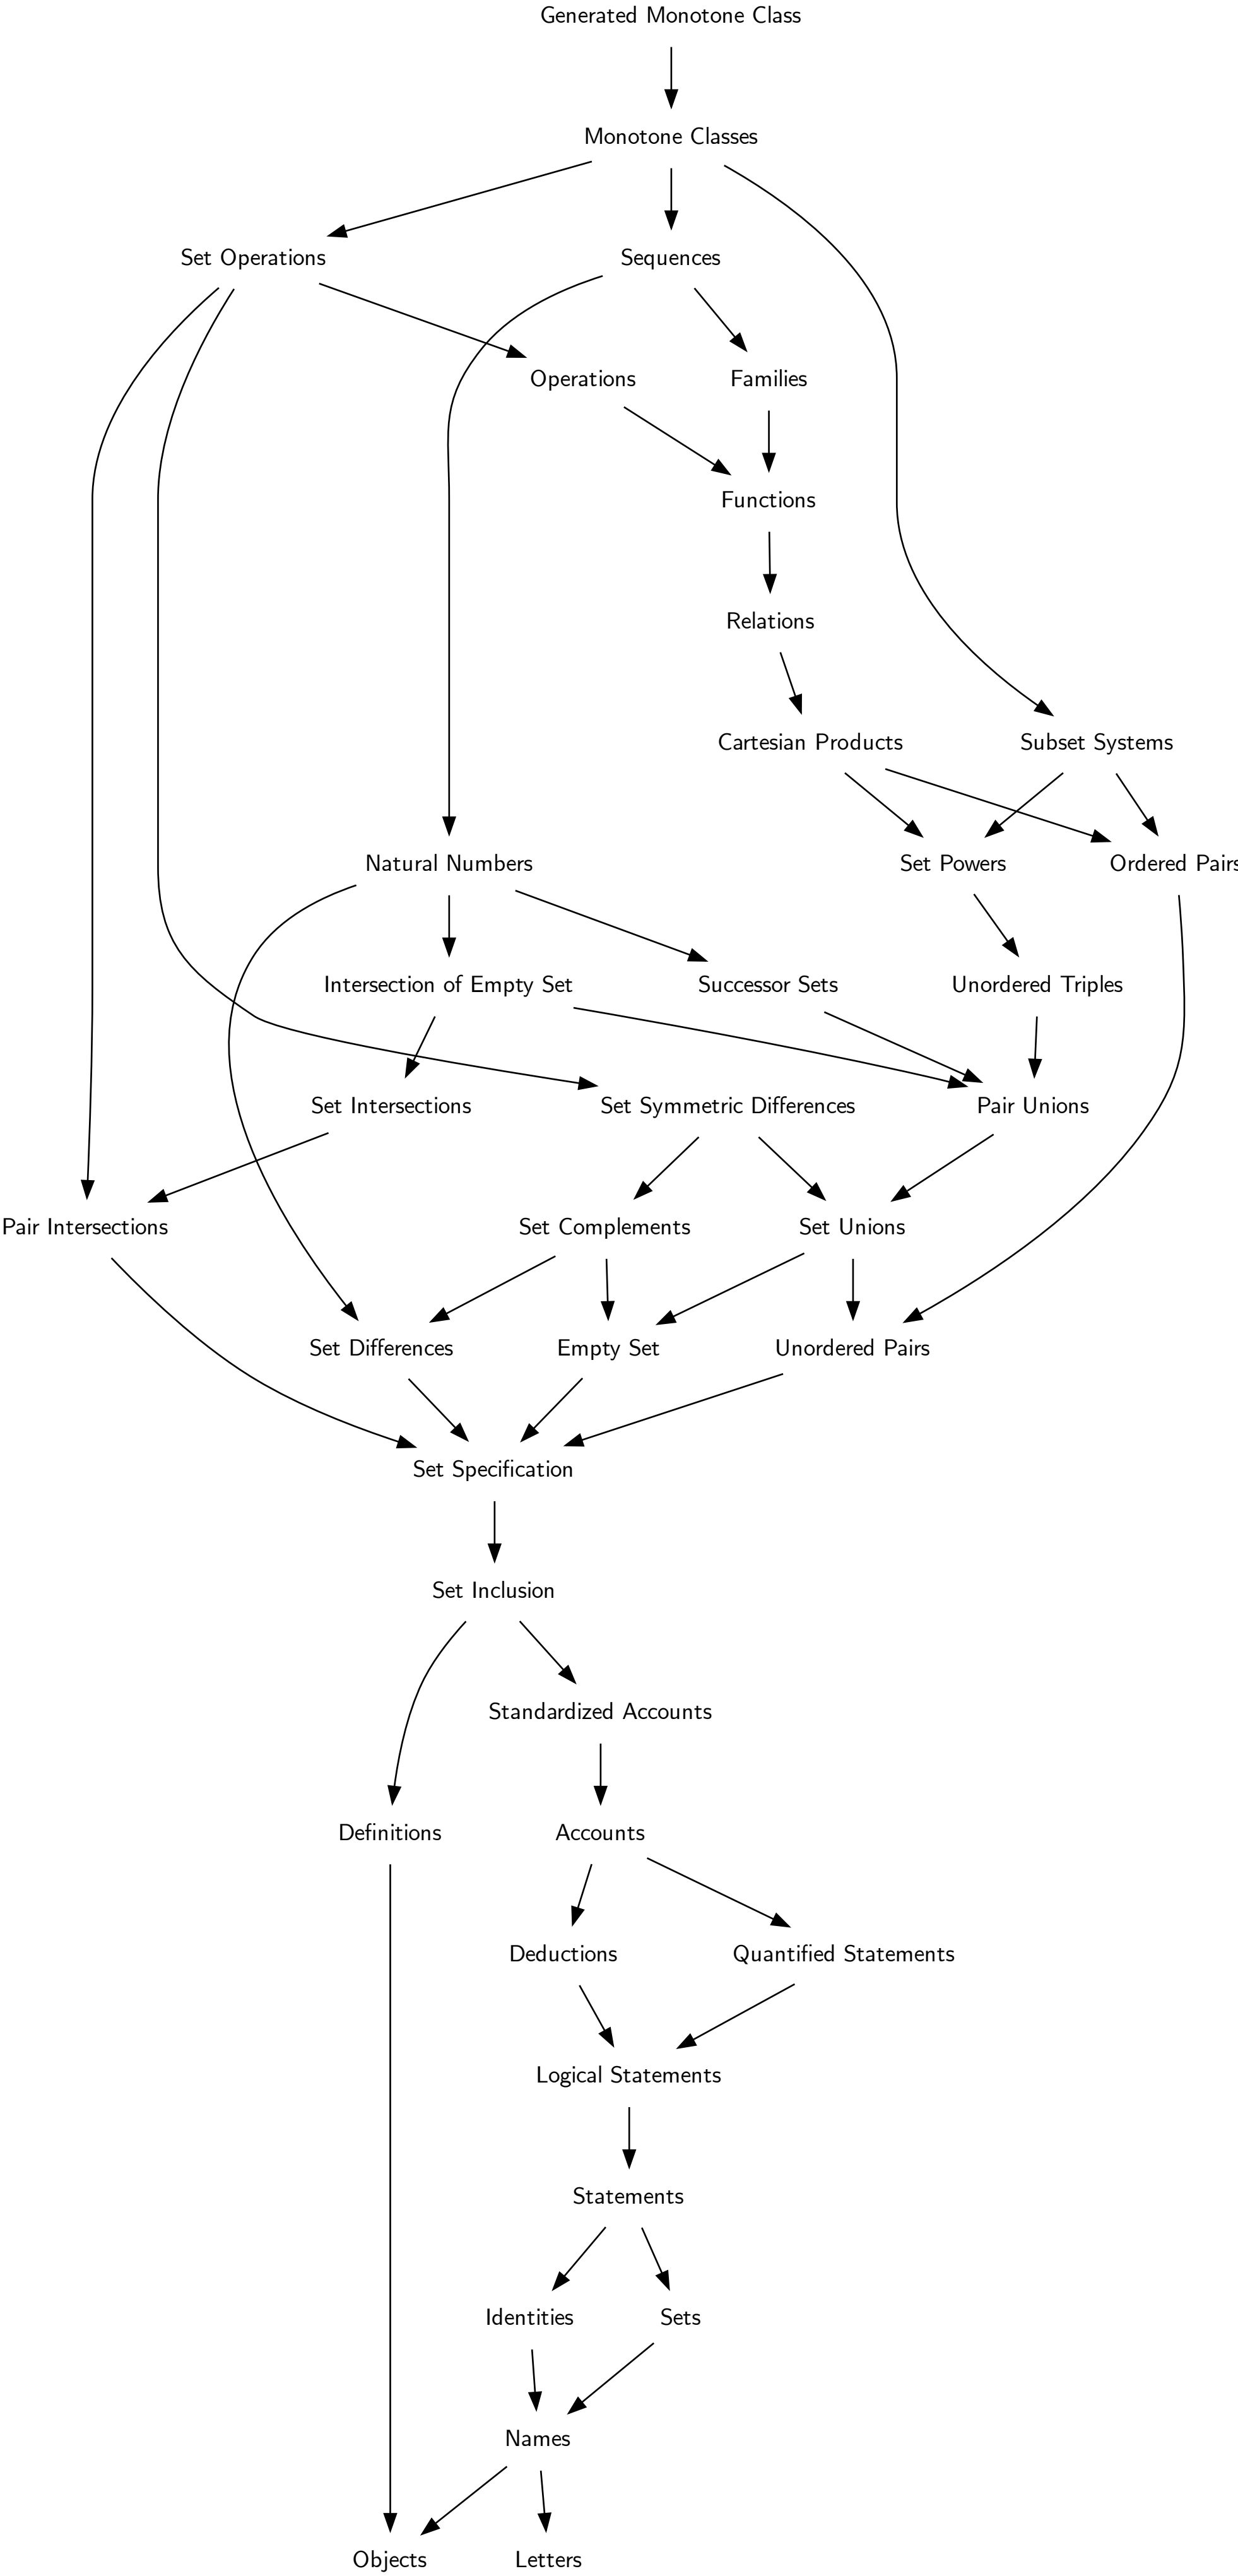 Generated Monotone Class
Monotone Classes
Set Operations
Sequences
Operations
Families
Functions
Relations
Cartesian Products
Subset Systems
Natural Numbers
Set Powers
Ordered Pairs
Intersection of Empty Set
Successor Sets
Unordered Triples
Set Intersections
Set Symmetric Differences
Pair Unions
Pair Intersections
Set Complements
Set Unions
Set Differences
Empty Set
Unordered Pairs
Set Specification
Set Inclusion
Standardized Accounts
Definitions
Accounts
Deductions
Quantified Statements
Logical Statements
Statements
Identities
Sets
Names
Objects
Letters